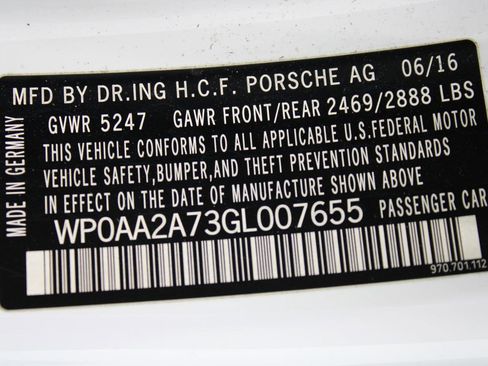 MFD BY DR.ING H.C.F. PORSCHE AG 06/16
GVWR 5247 GAWR FRONT/REAR 2469/2888 LBS
THIS VEHICLE CONFORMS TO ALL APPLICABLE U.S.FEDERAL MOTOR
VEHICLE SAFETY,BUMPER,AND THEFT PREVENTION STANDARDS
IN EFFECT ON THE DATE OF MANUFACTURE SHOWN ABOVE.
WP0AA2A73GL007655 PASSENGER CAR
970.701.112
MADE IN GERMANY